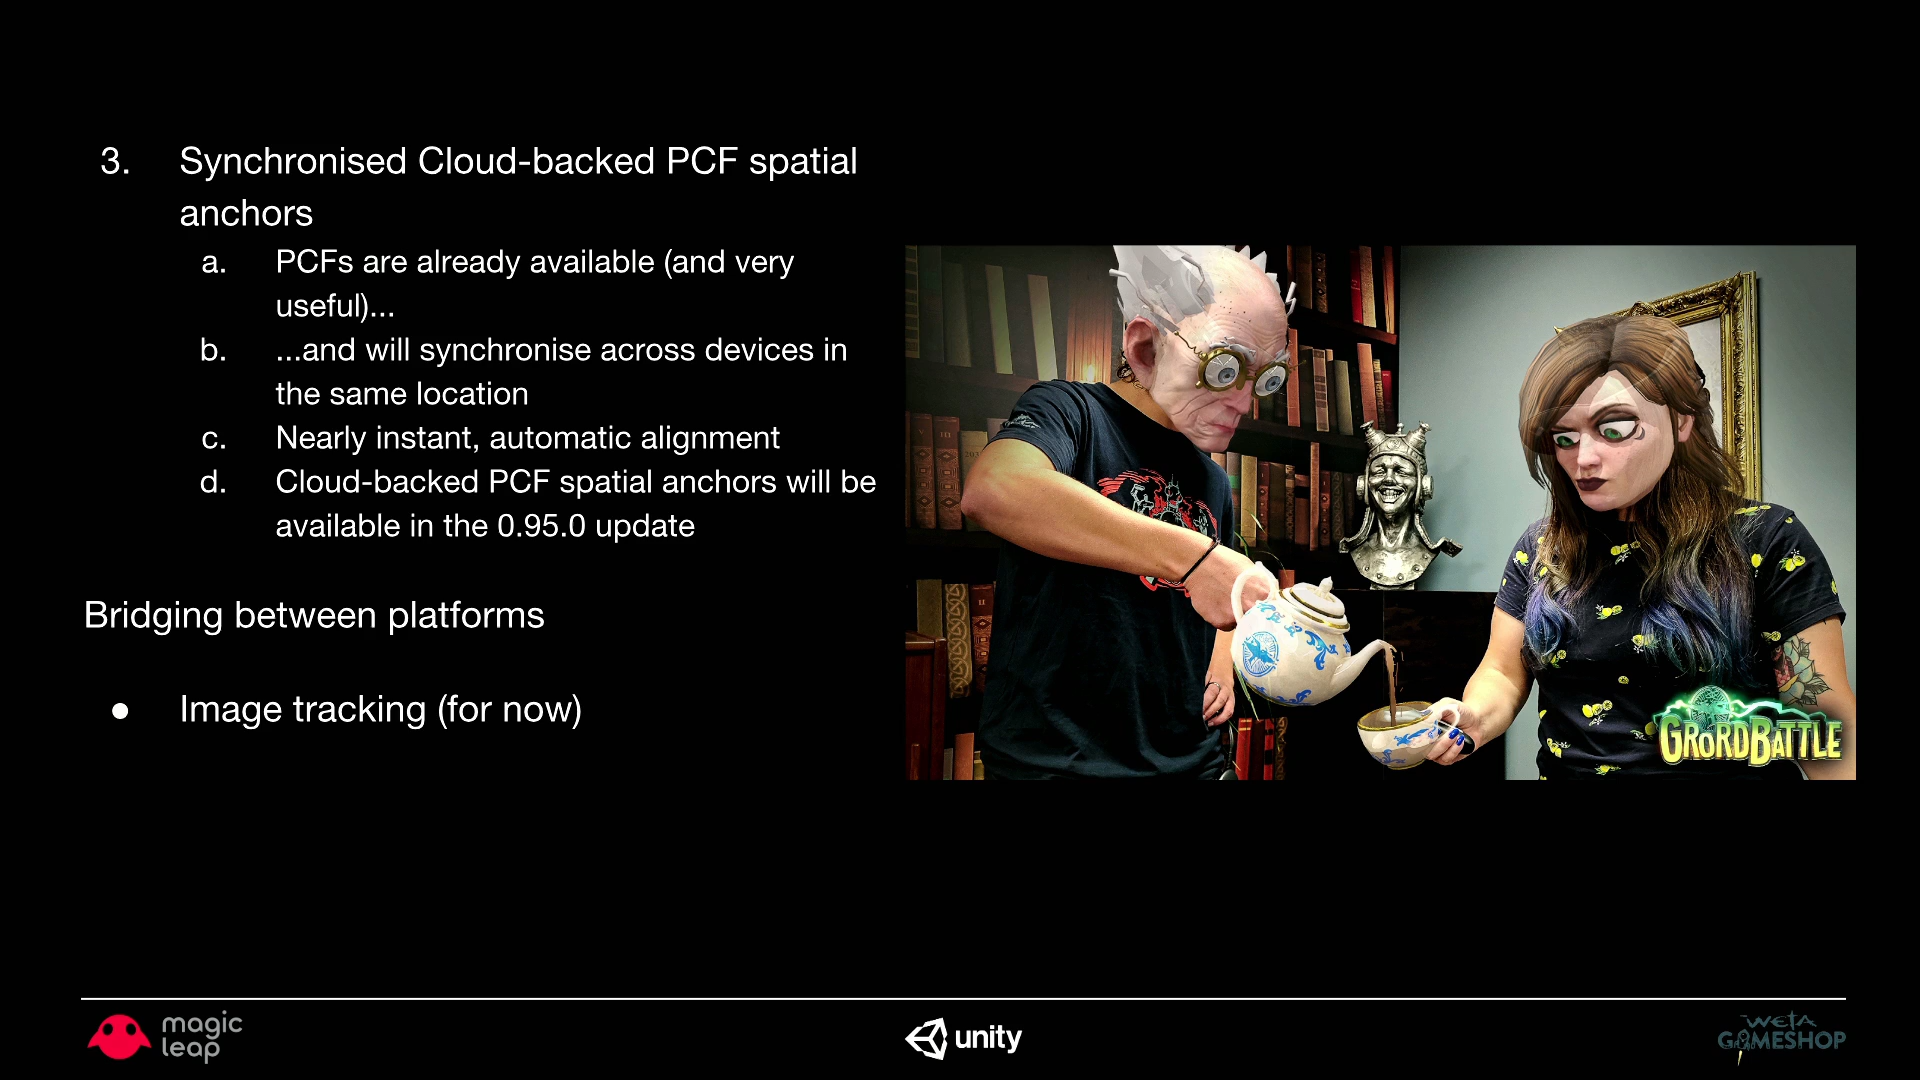 3. Synchronised Cloud-backed PCF spatial
anchors
a. PCFs are already available (and very
useful)...
b. ...and will synchronise across devices in
the same location
c. Nearly instant, automatic alignment
d. Cloud-backed PCF spatial anchors will be
available in the 0.95.0 update
Bridging between platforms
● Image tracking (for now)
GRORDBATTLE
magic
leap
unity
WETA
GAMESHOP